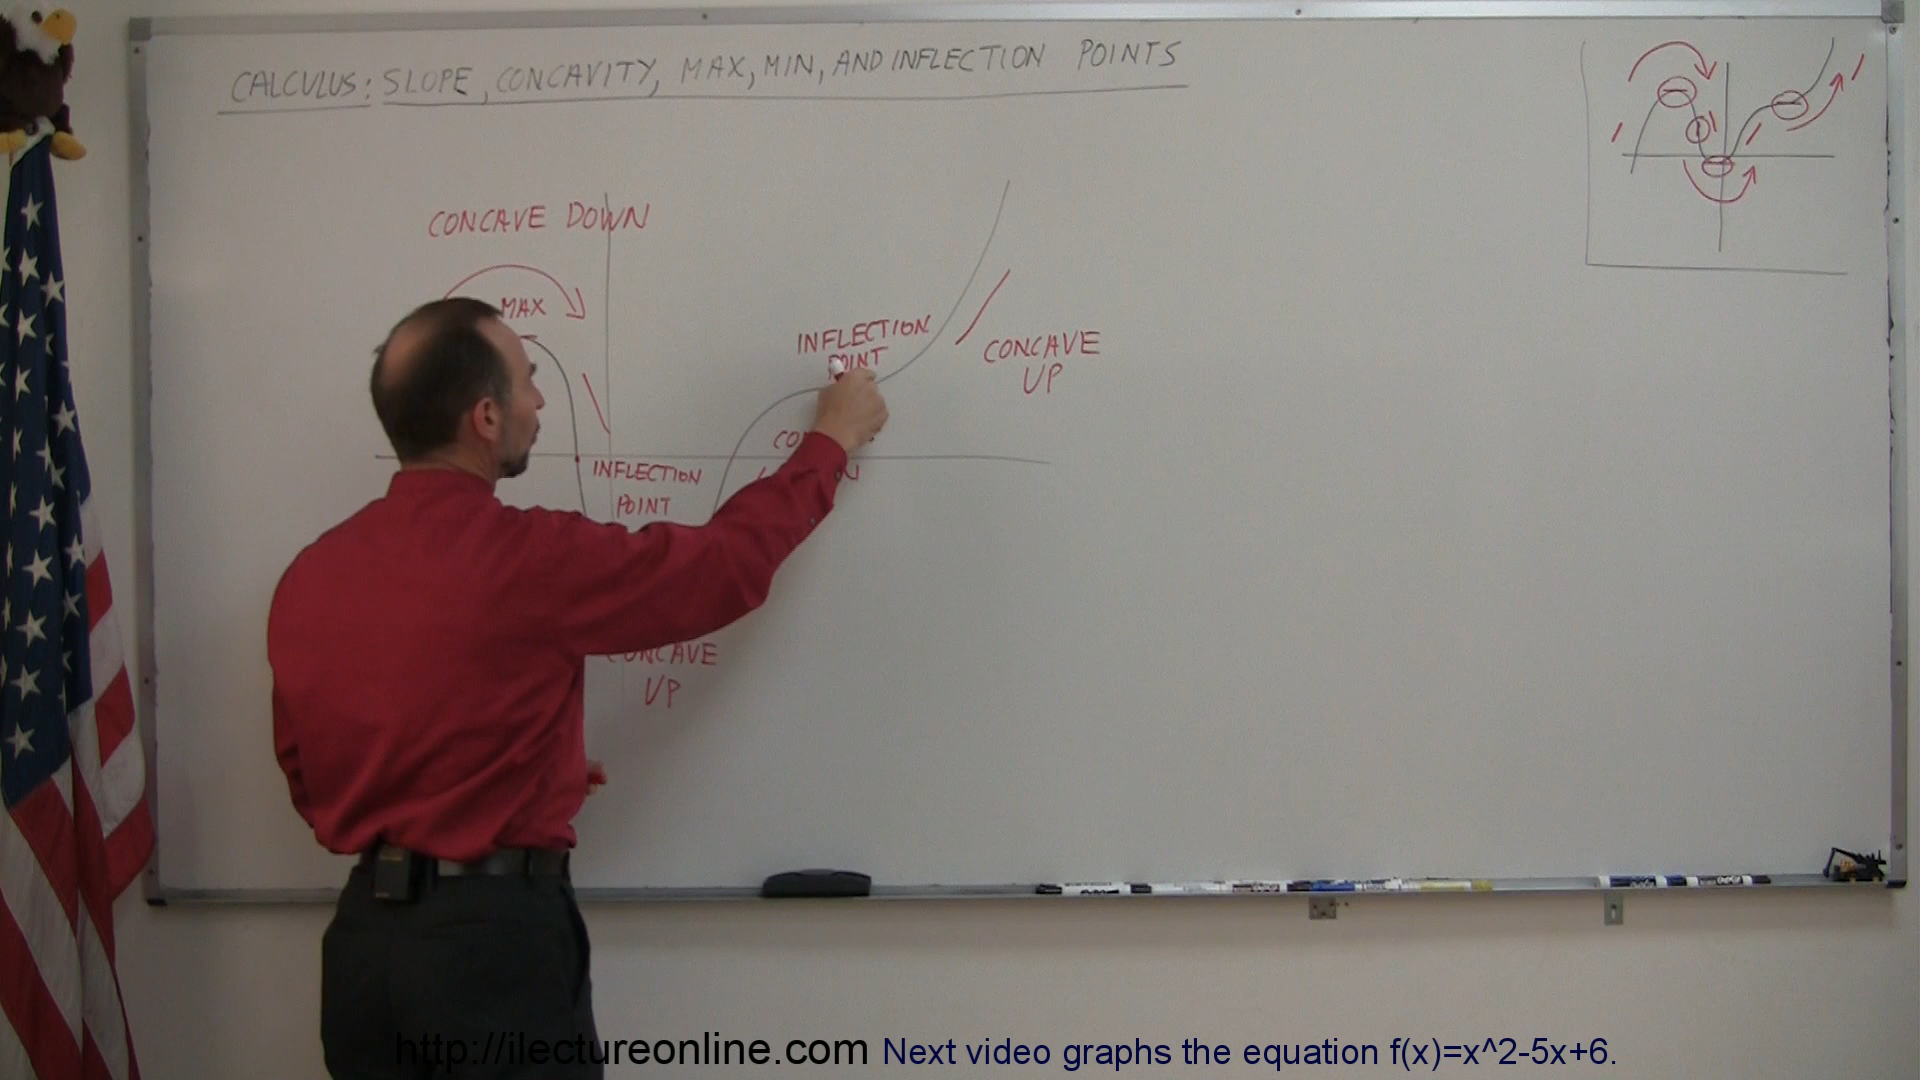 CALCULUS: SLOPE, CONCAVITY, MAX, MIN, AND INFLECTION POINTS
CONCAVE DOWN
MAX
INFLECTION
POINT
CONCAVE
UP
INFLECTION
POINT
CONCAVE
UP
http://ilectureonline.com Next video graphs the equation f(x)=x^2-5x+6.